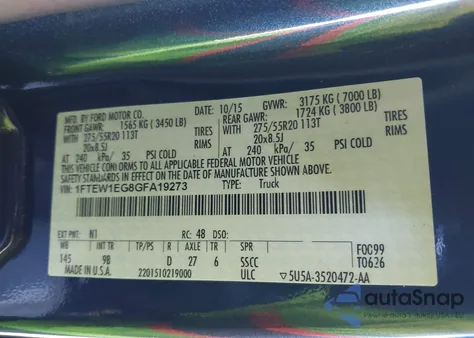 MFD. BY FORD MOTOR CO. 10/15 GVWR: 3175 KG (7000 LB)
FRONT GAWR: 1565 KG (3450 LB) REAR GAWR: 1724 KG (3800 LB)
275/55R20 113T TIRES WITH 275/55R20 113T TIRES
20x8.5J RIMS 20x8.5J RIMS
AT 240 kPa/ 35 PSI COLD AT 240 kPa/ 35 PSI COLD
THIS VEHICLE CONFORMS TO ALL APPLICABLE FEDERAL MOTOR VEHICLE
SAFETY AND THEFT PREVENTION STANDARDS IN EFFECT ON THE DATE OF MANUFACTURE
SHOWN ABOVE.
VIN: 1FTEW1EG8GFA19273
TYPE: Truck
EXT PNT: N1 RC: 48 DSO:
WB INT TR TP/PS R AXLE TR SPR F0C99
145 9B D 27 6 SSCC T0626
MADE IN U.S.A. 2201510219000 ULC 5U5A-3520472-AA
autoSnap